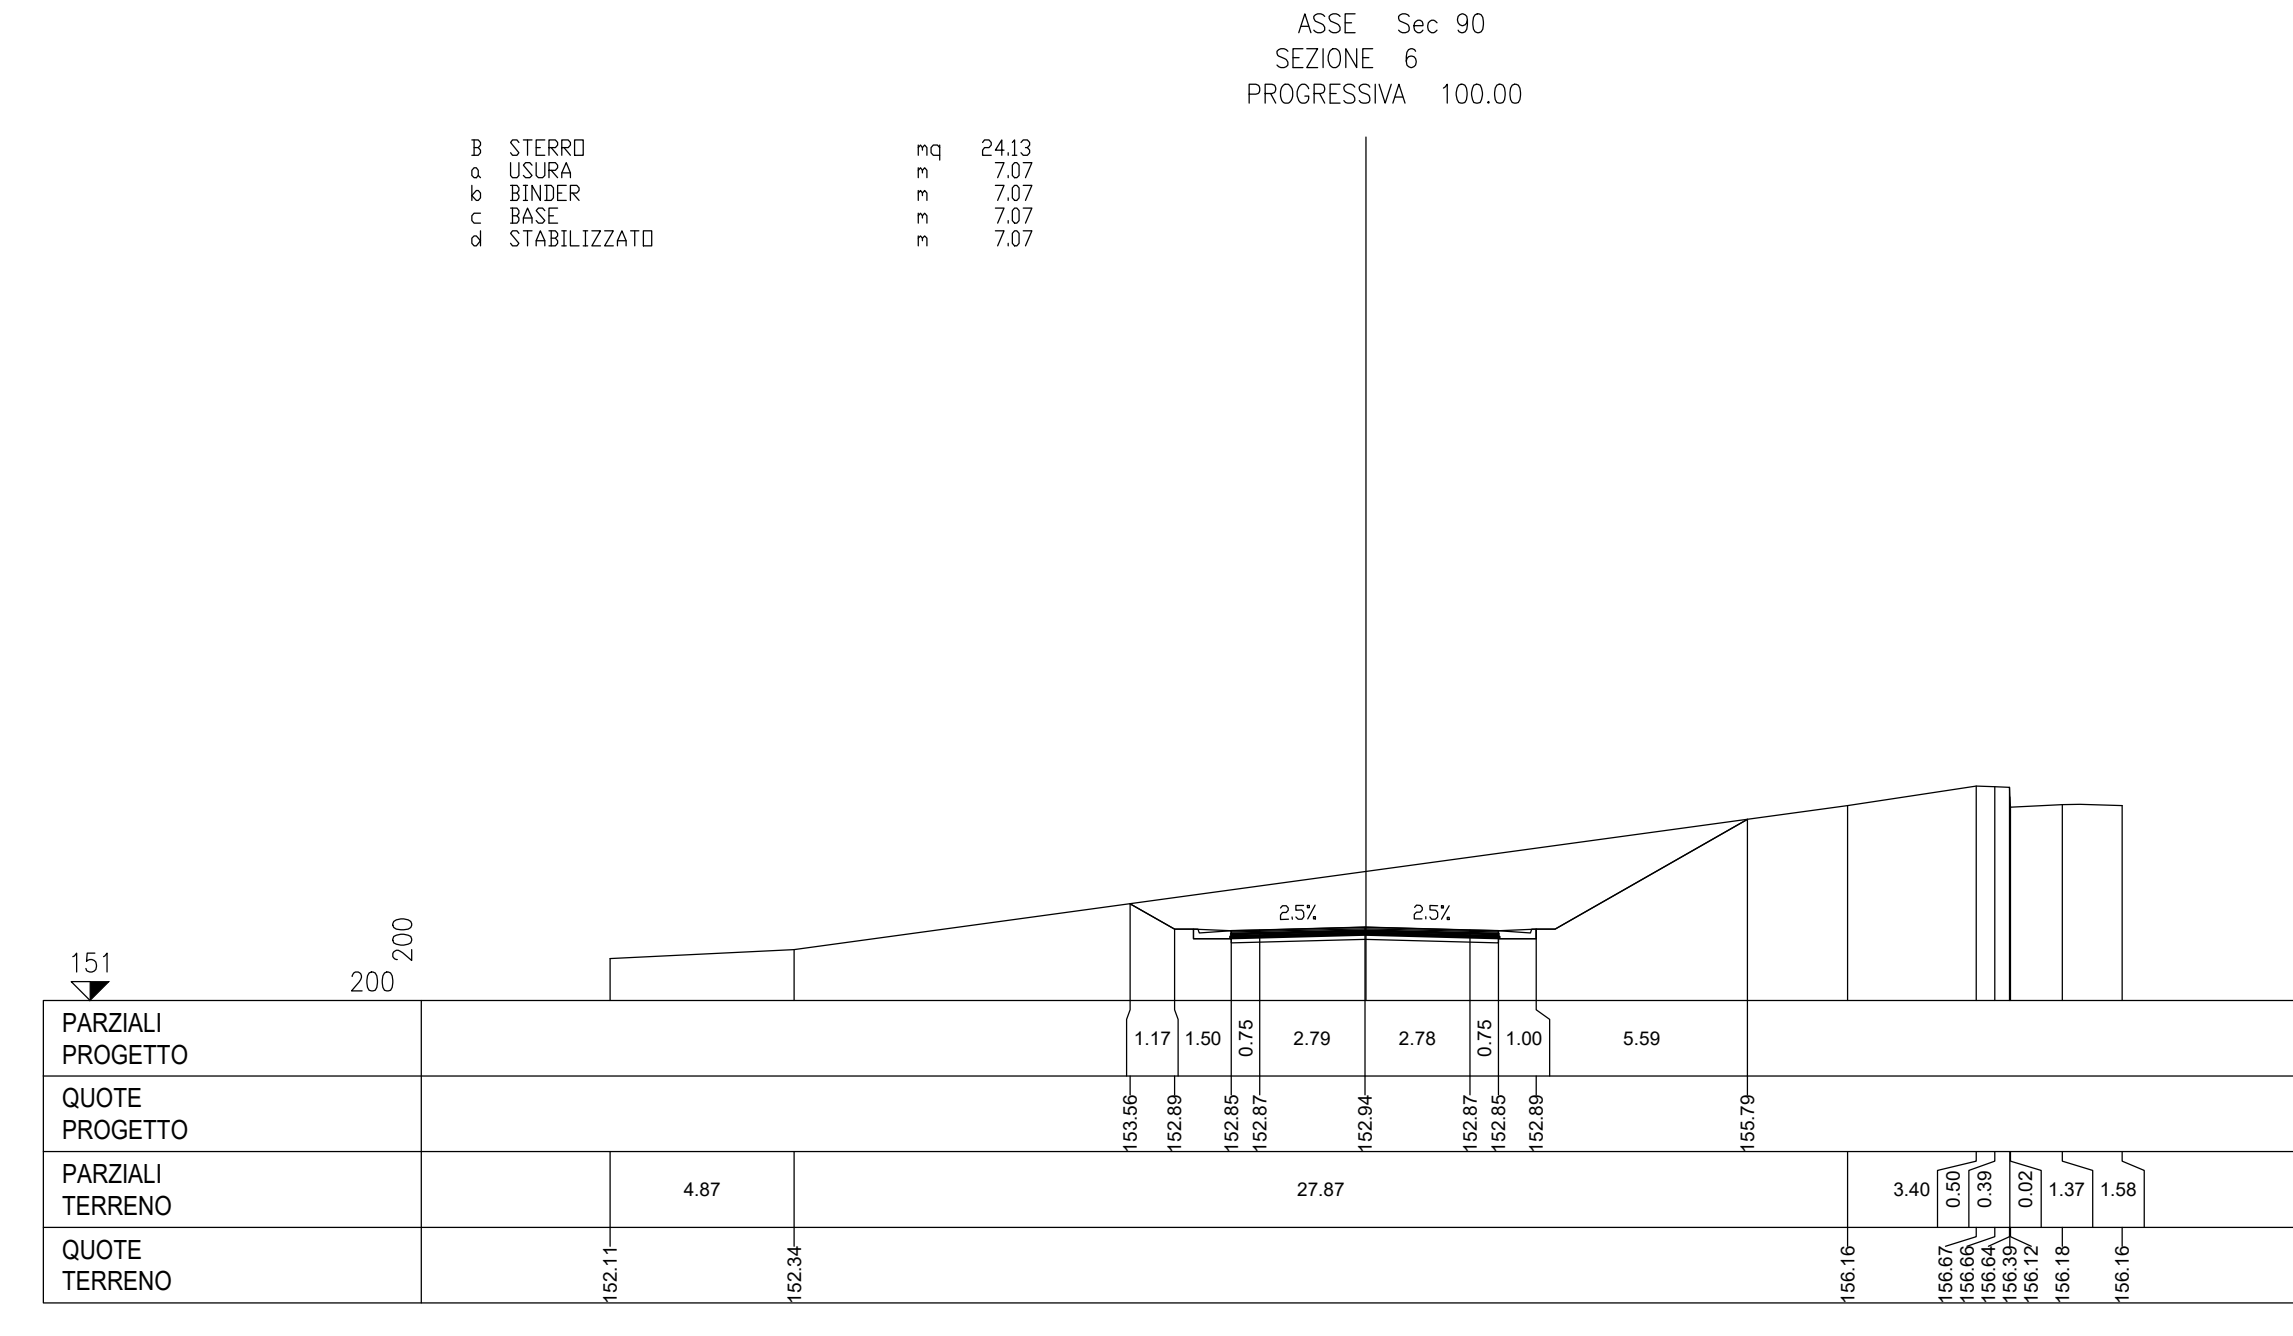 ASSE Sec 90
SEZIONE 6
PROGRESSIVA 100.00
B STERRO mq 24.13
a USURA m 7.07
b BINDER m 7.07
c BASE m 7.07
d STABILIZZATO m 7.07
2.5% 2.5%
151
200
200
PARZIALI
PROGETTO
1.17 1.50 0.75 2.79 2.78 0.75 1.00 5.59
QUOTE
PROGETTO
153.56 152.89 152.85 152.87 152.94 152.87 152.85 152.89 155.79
PARZIALI
TERRENO
4.87 27.87 3.40 0.50 0.39 0.02 1.37 1.58
QUOTE
TERRENO
152.11 152.34 156.16 156.67 156.66 156.64 156.39 156.12 156.18 156.16